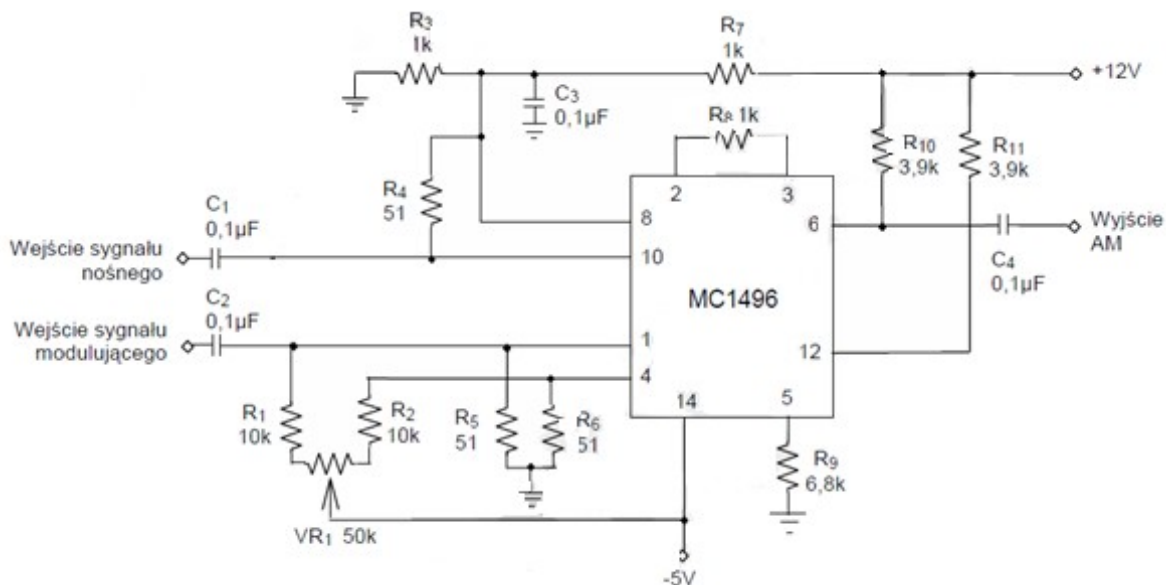 R3
1k
R7
1k
+12V
C3
0,1µF
R8 1k
R10
3,9k
R11
3,9k
2
3
R4
51
C1
0,1µF
8
6
Wyjście
AM
Wejście sygnału
nośnego
10
C4
0,1µF
MC1496
C2
0,1µF
Wejście sygnału
modulującego
1
12
4
14
5
R1
10k
R2
10k
R5
51
R6
51
R9
6,8k
VR1 50k
-5V